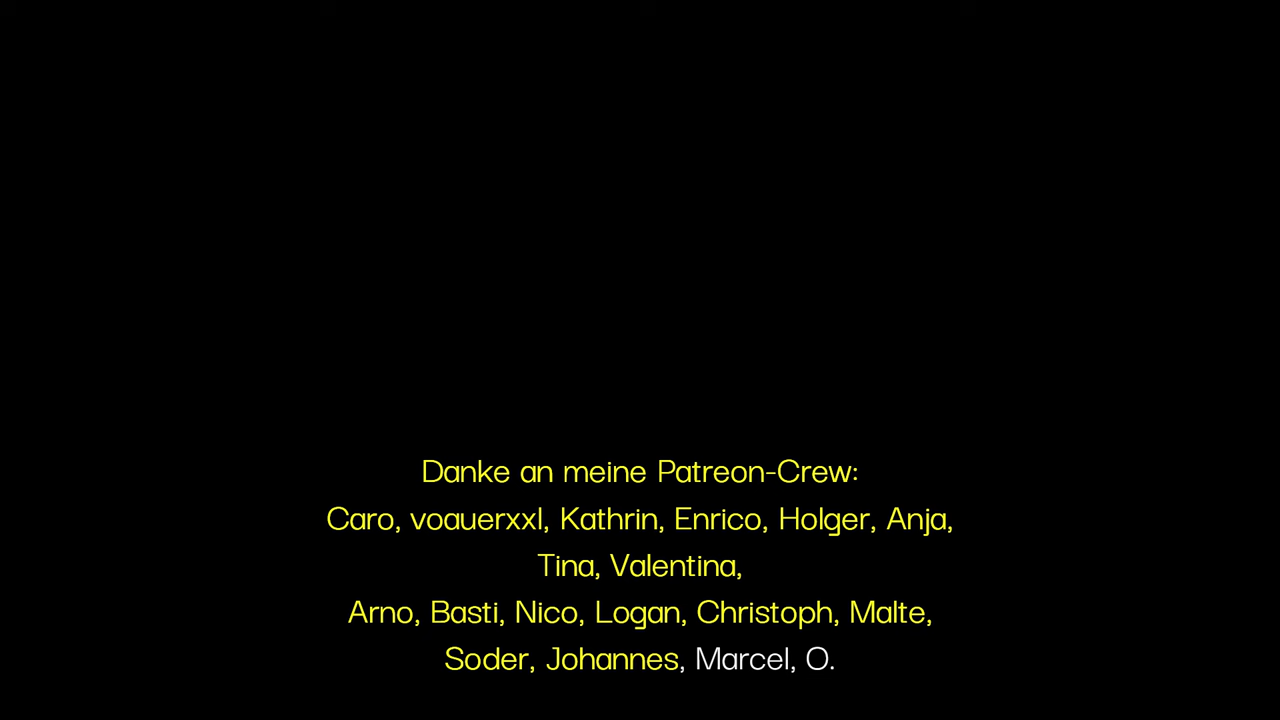 Danke an meine Patreon-Crew:
Caro, voauerxxl, Kathrin, Enrico, Holger, Anja,
Tina, Valentina,
Arno, Basti, Nico, Logan, Christoph, Malte,
Soder, Johannes, Marcel, O.